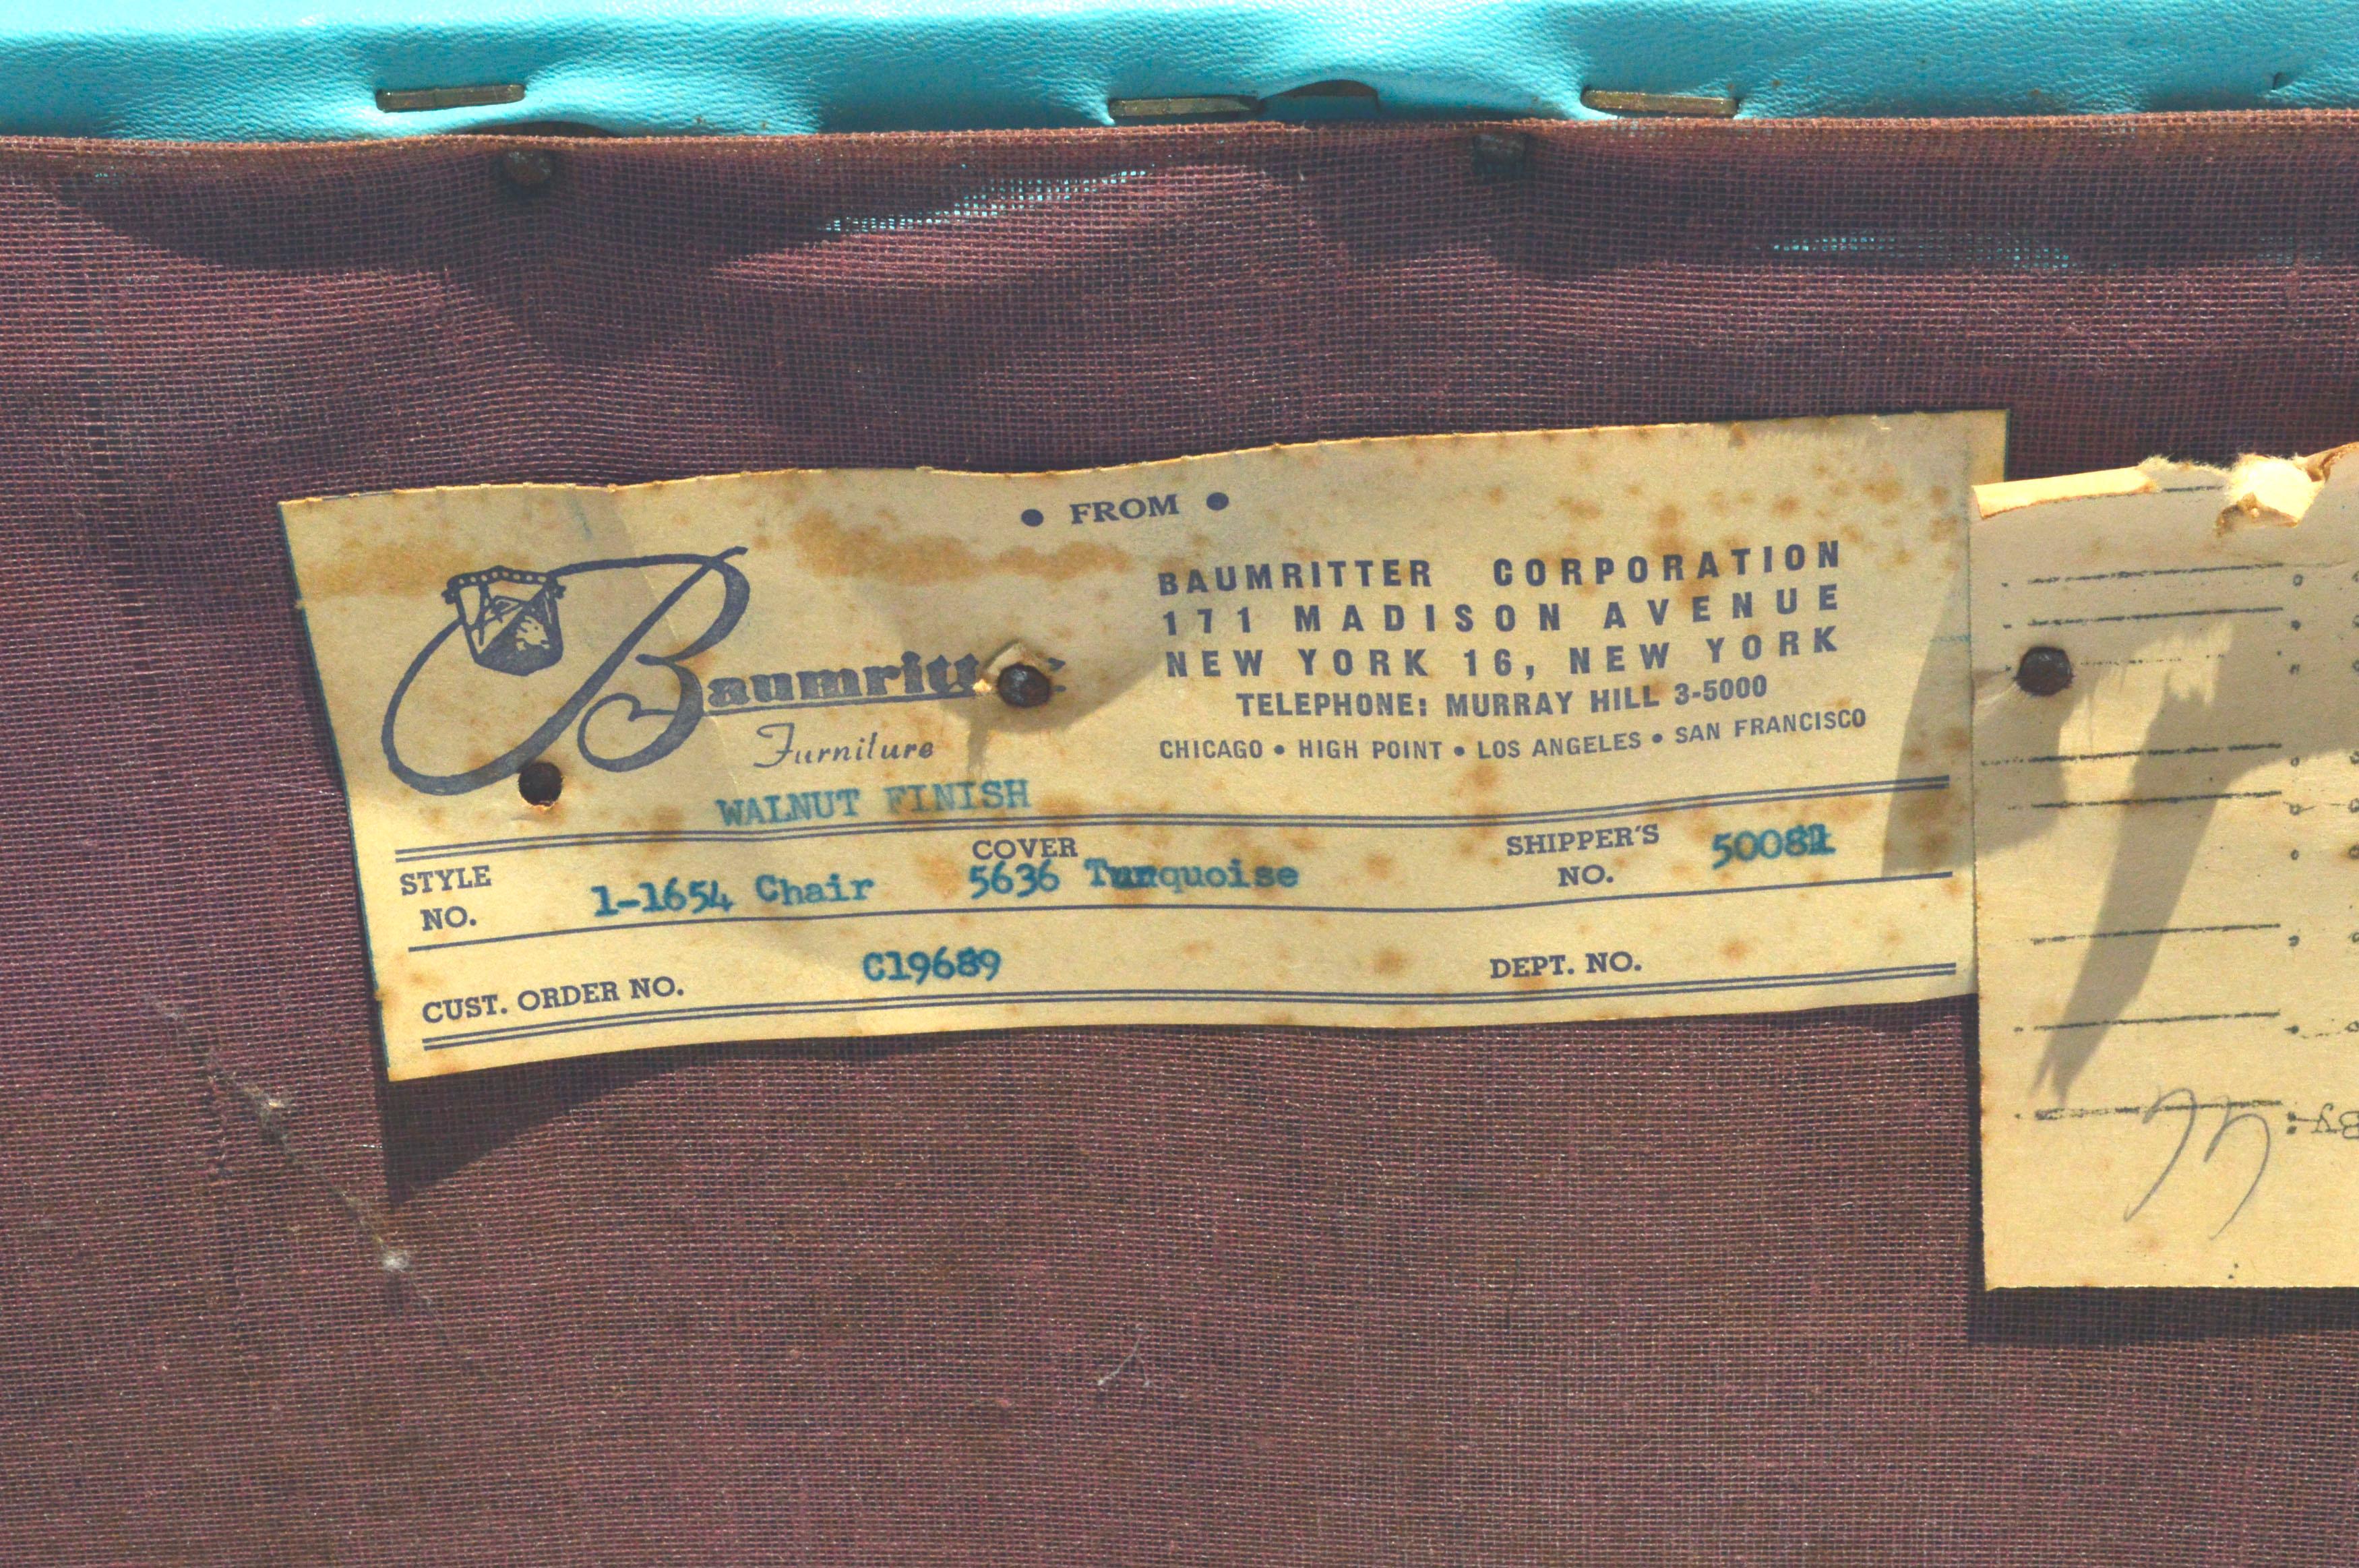 • FROM •
Baumritter
Furniture
BAUMRITTER CORPORATION
171 MADISON AVENUE
NEW YORK 16, NEW YORK
TELEPHONE: MURRAY HILL 3-5000
CHICAGO • HIGH POINT • LOS ANGELES • SAN FRANCISCO
WALNUT FINISH
STYLE NO. 1-1654 Chair COVER 5636 Turquoise SHIPPER'S NO.
CUST. ORDER NO. C19689 DEPT. NO.
By: